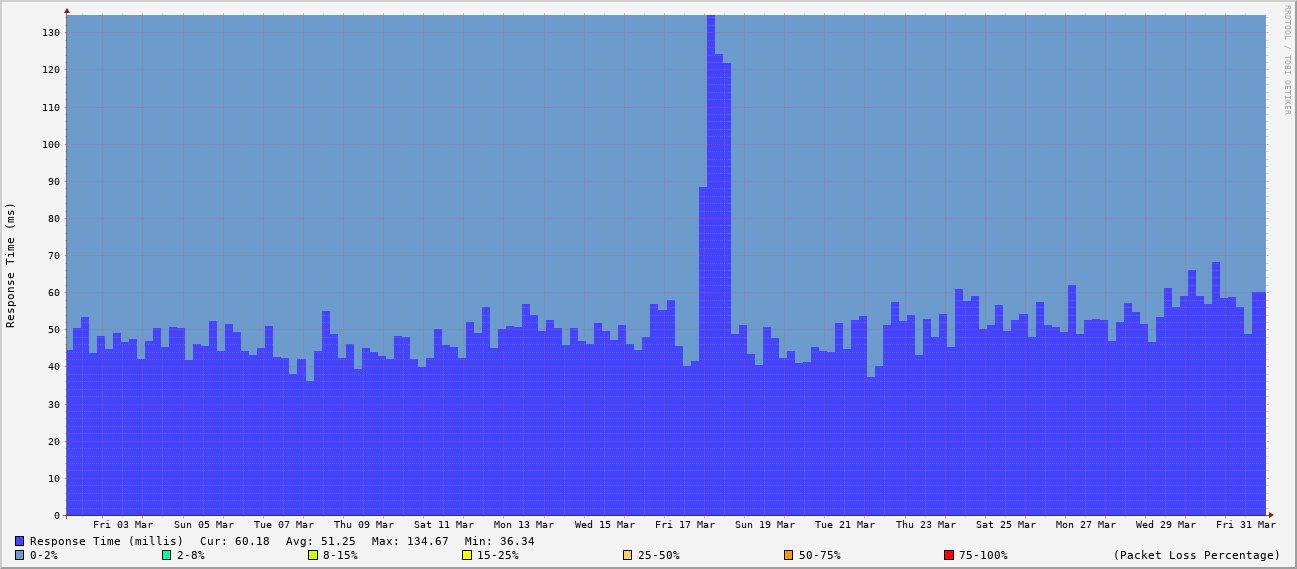 RRDTOOL / TOBI OETIKER
Response Time (ms)
130
120
110
100
90
80
70
60
50
40
30
20
10
0
Fri 03 Mar Sun 05 Mar Tue 07 Mar Thu 09 Mar Sat 11 Mar Mon 13 Mar Wed 15 Mar Fri 17 Mar Sun 19 Mar Tue 21 Mar Thu 23 Mar Sat 25 Mar Mon 27 Mar Wed 29 Mar Fri 31 Mar
Response Time (millis) Cur: 60.18 Avg: 51.25 Max: 134.67 Min: 36.34
0-2% 2-8% 8-15% 15-25% 25-50% 50-75% 75-100% (Packet Loss Percentage)